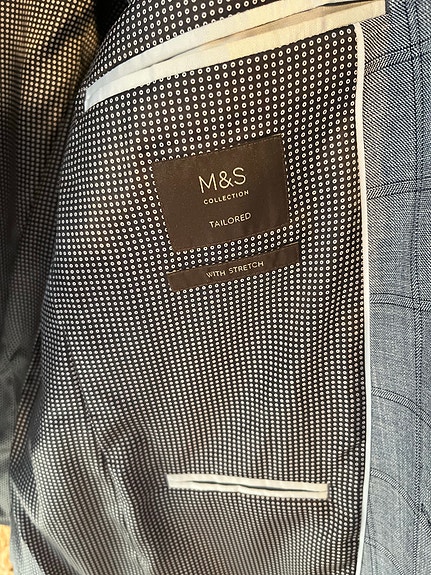 M&S
COLLECTION
TAILORED
WITH STRETCH